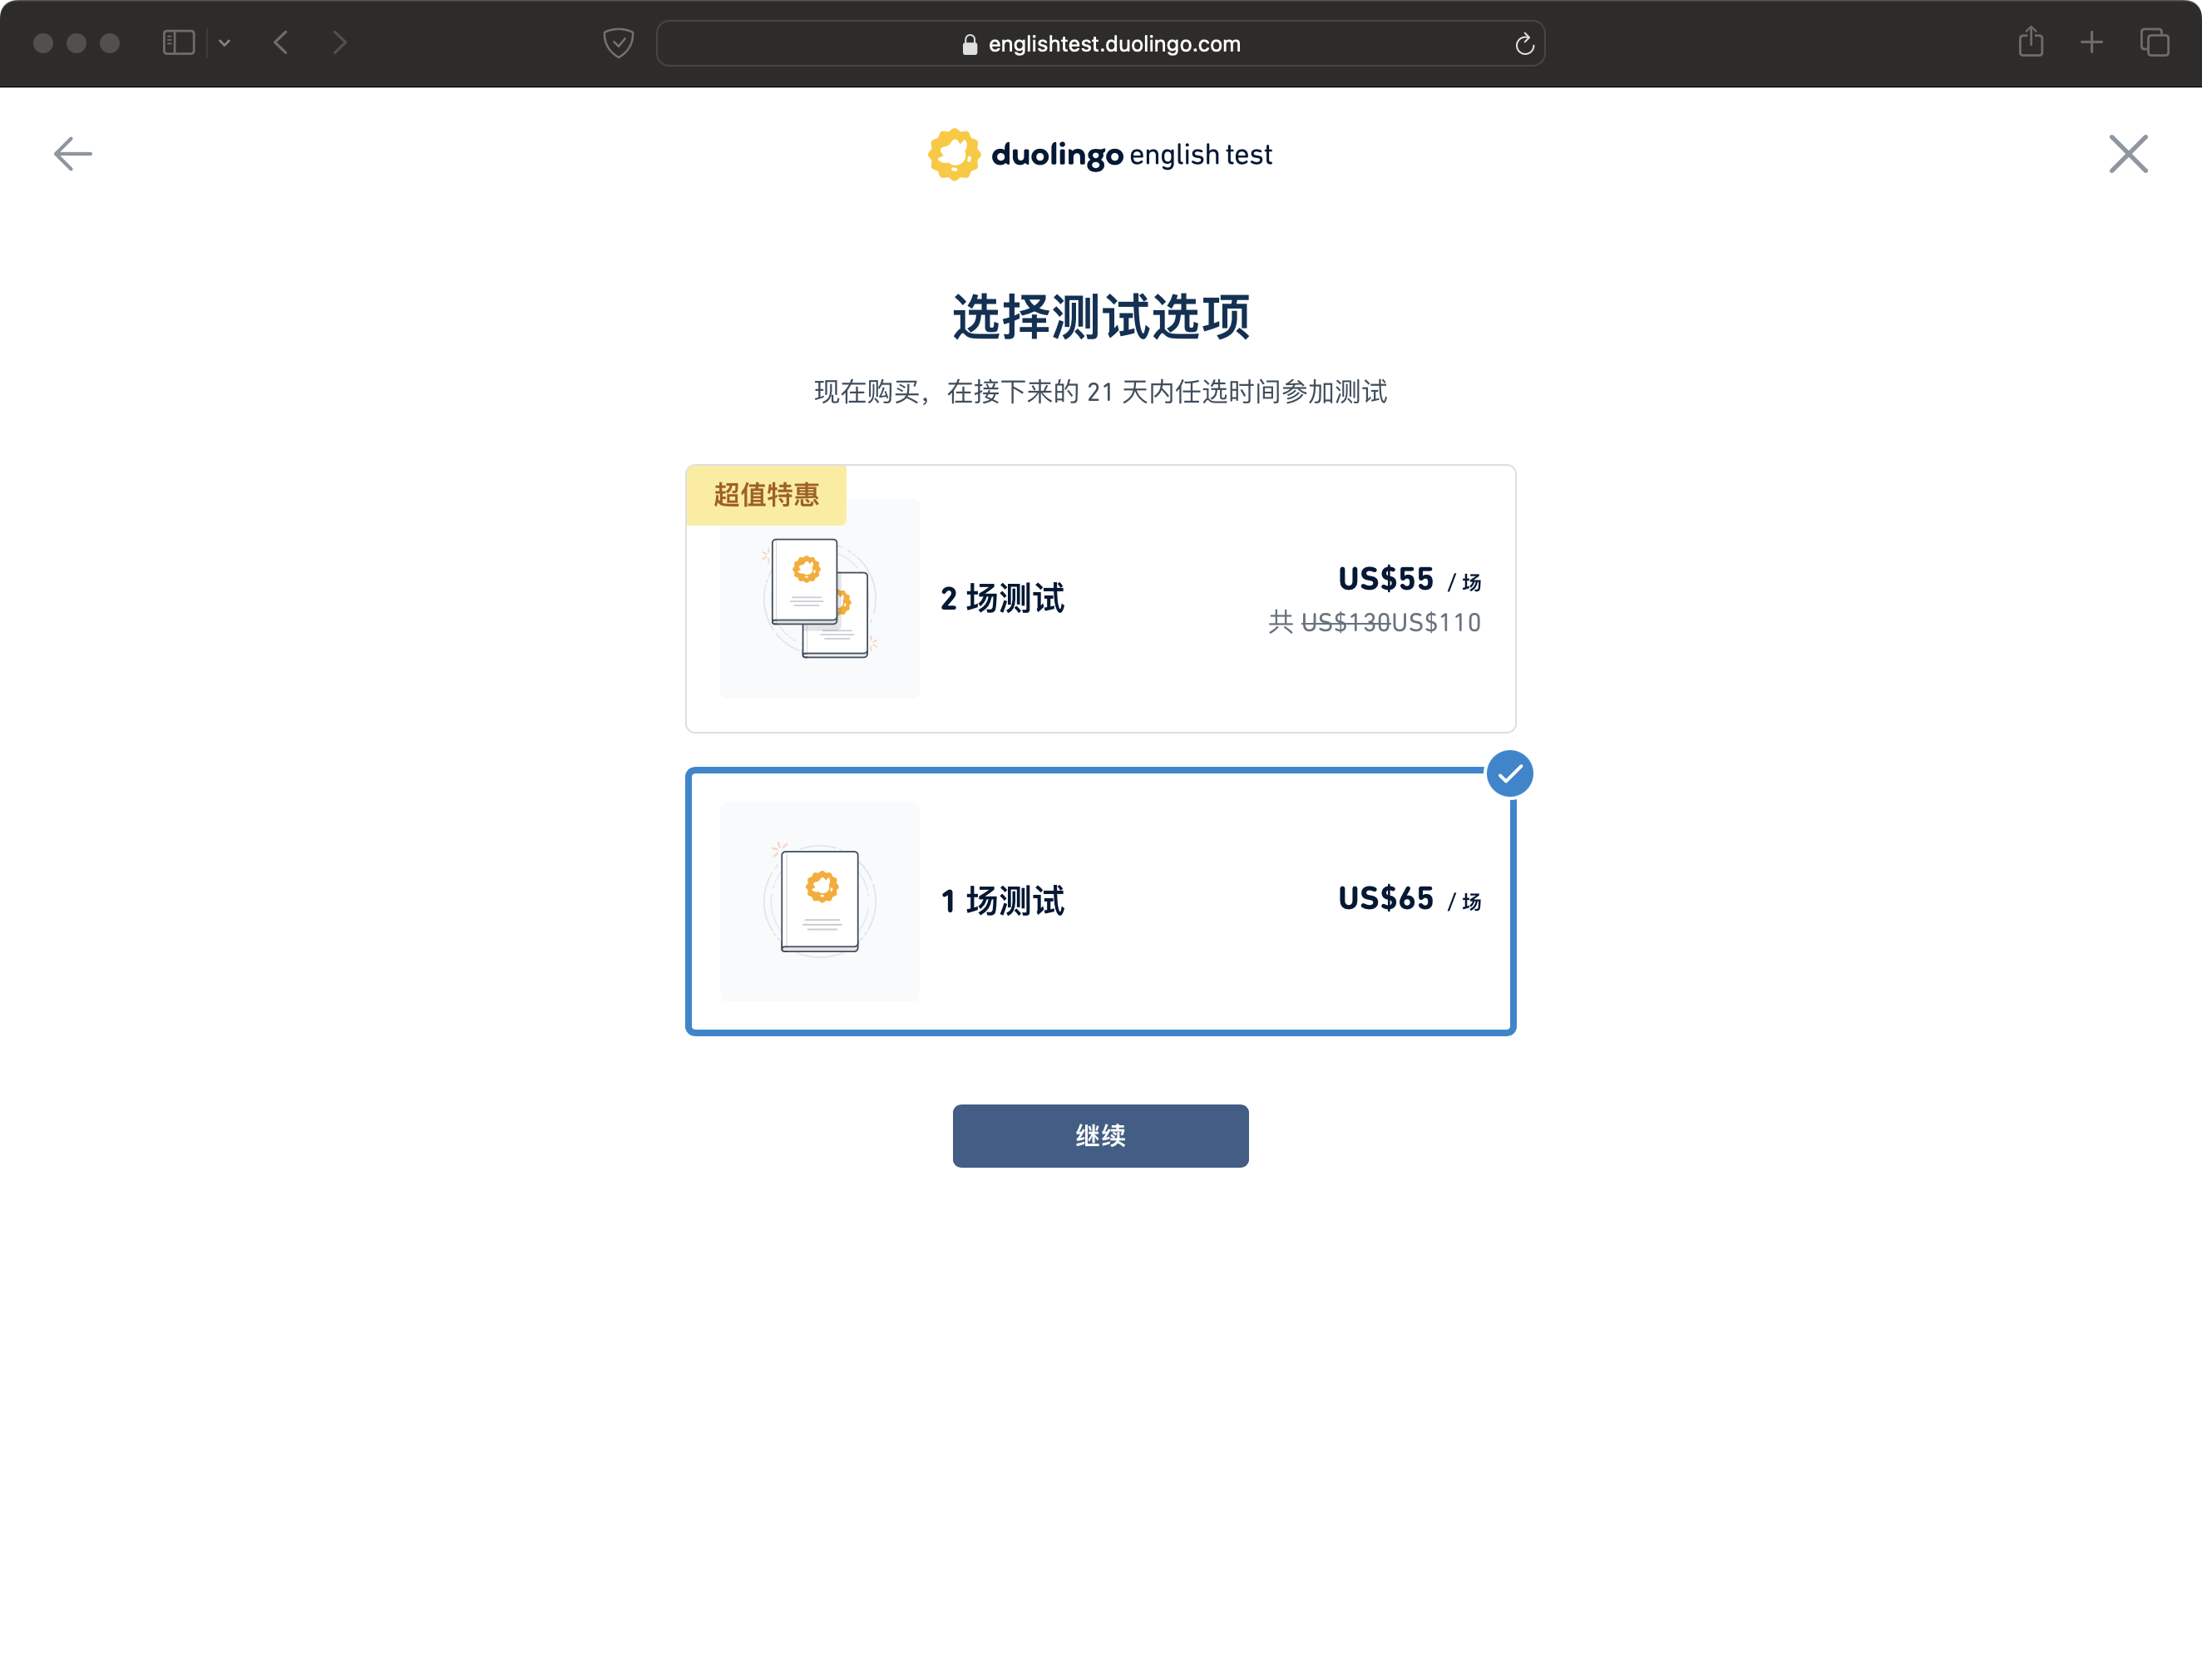 englishtest.duolingo.com
duolingo english test
选择测试选项
现在购买，在接下来的 21 天内任选时间参加测试
超值特惠
2 场测试
US$55 / 场
共 US$130US$110
1 场测试
US$65 / 场
继续